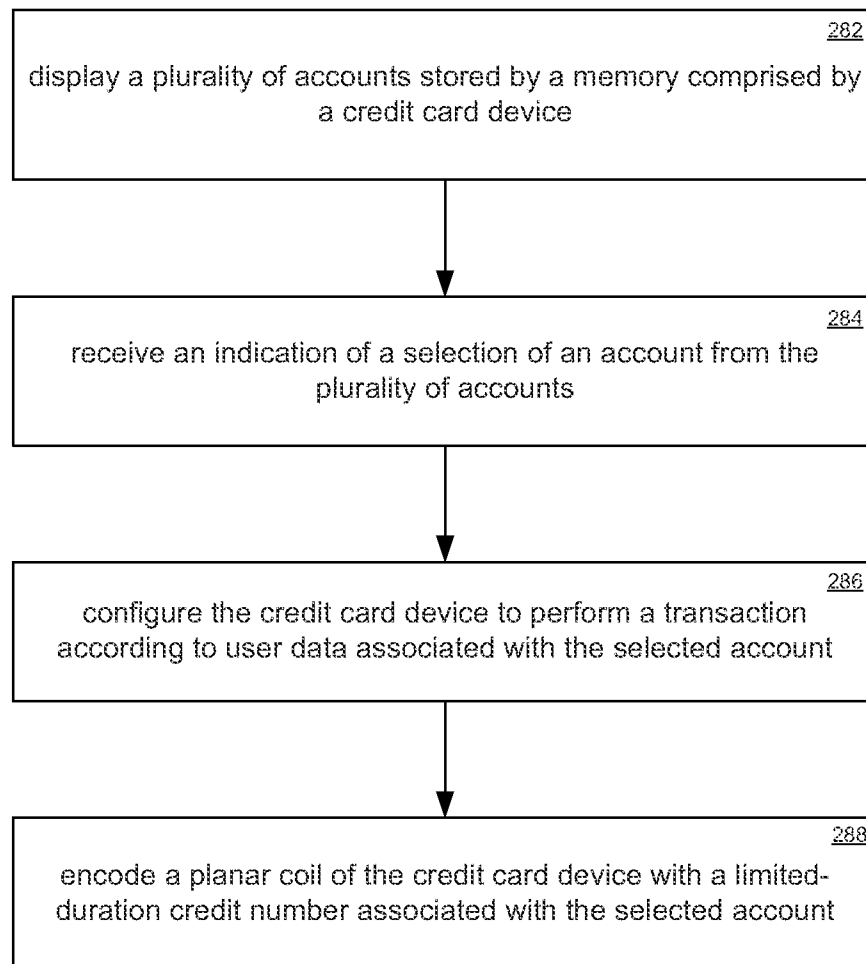 282
display a plurality of accounts stored by a memory comprised by
a credit card device
284
receive an indication of a selection of an account from the
plurality of accounts
286
configure the credit card device to perform a transaction
according to user data associated with the selected account
288
encode a planar coil of the credit card device with a limited-
duration credit number associated with the selected account